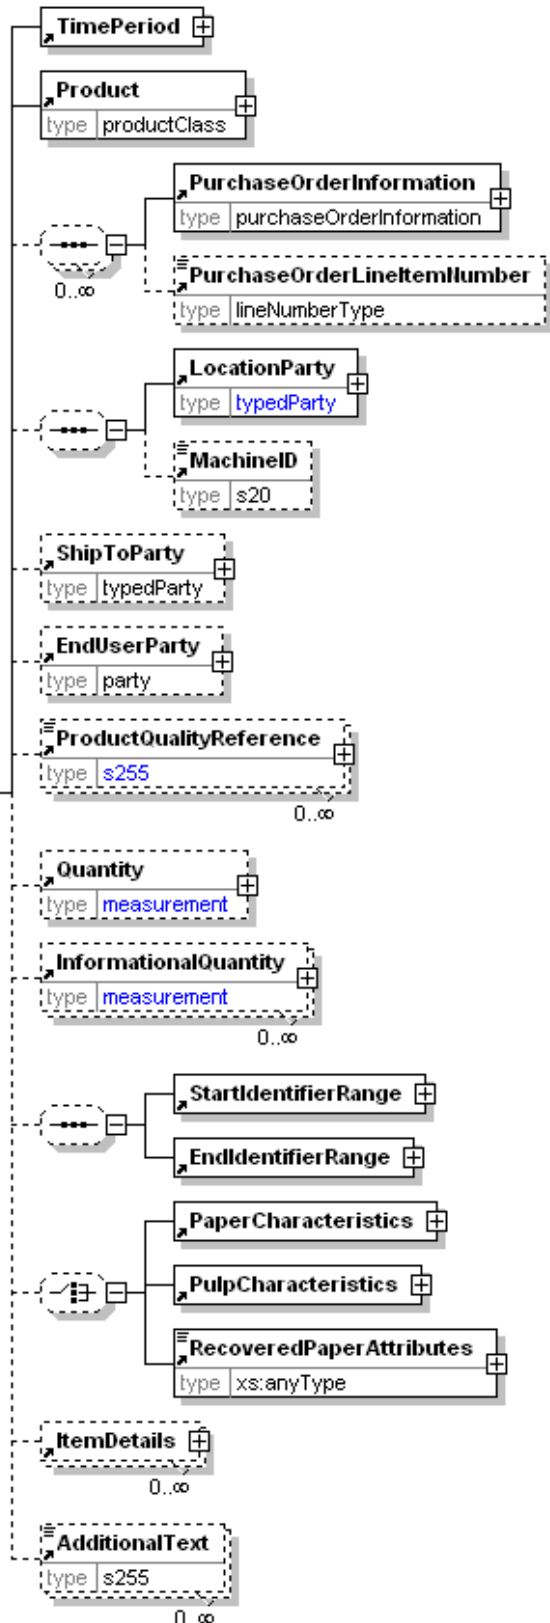 TimePeriod
Product
type productClass
PurchaseOrderInformation
type purchaseOrderInformation
0..∞
PurchaseOrderLineItemNumber
type lineNumberType
LocationParty
type typedParty
MachineID
type s20
ShipToParty
type typedParty
EndUserParty
type party
ProductQualityReference
type s255
0..∞
Quantity
type measurement
InformationalQuantity
type measurement
0..∞
StartIdentifierRange
EndIdentifierRange
PaperCharacteristics
PulpCharacteristics
RecoveredPaperAttributes
type xs:anyType
ItemDetails
0..∞
AdditionalText
type s255
0..∞